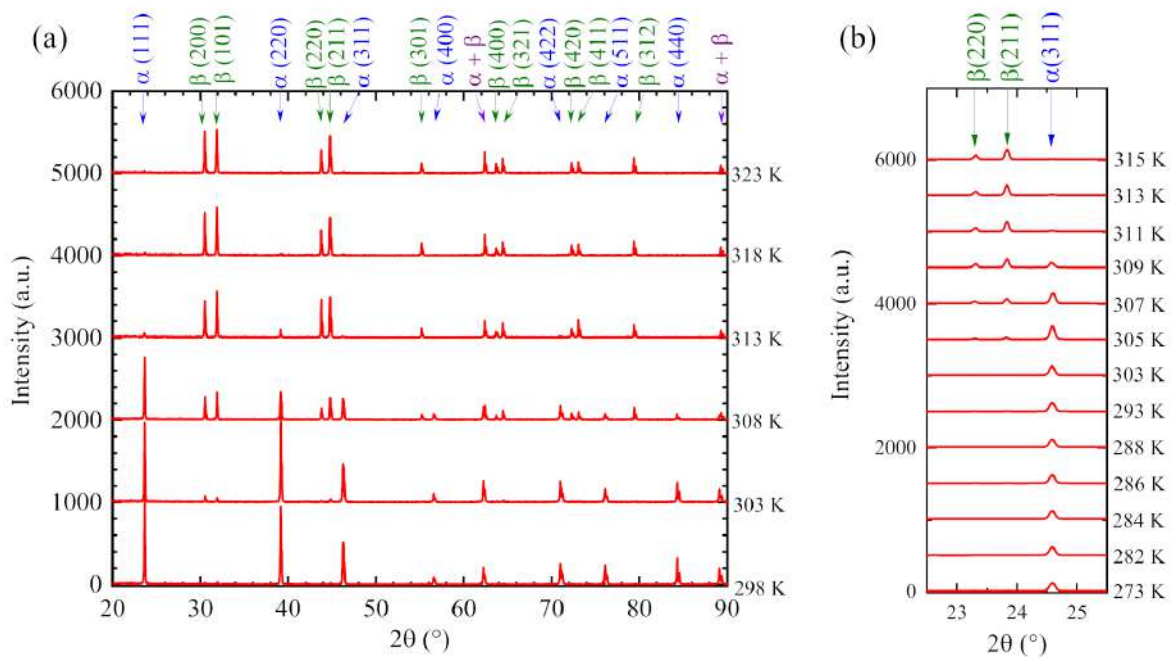 (a)
α (111)
β (200)
β (101)
α (220)
β (220)
β (211)
α (311)
β (301)
α (400)
α + β
β (400)
β (321)
α (422)
β (420)
β (411)
α (511)
β (312)
α (440)
α + β
6000
5000
4000
3000
2000
1000
0
Intensity (a.u.)
323 K
318 K
313 K
308 K
303 K
298 K
20 30 40 50 60 70 80 90
2θ (°)
(b)
β(220)
β(211)
α(311)
6000
4000
2000
0
Intensity (a.u.)
315 K
313 K
311 K
309 K
307 K
305 K
303 K
293 K
288 K
286 K
284 K
282 K
273 K
23 24 25
2θ (°)